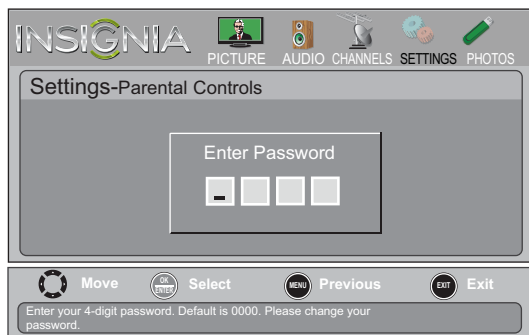 INSIGNIA
PICTURE AUDIO CHANNELS SETTINGS PHOTOS
Settings-Parental Controls
Enter Password
-
Move OK ENTER Select MENU Previous EXIT Exit
Enter your 4-digit password. Default is 0000. Please change your
password.